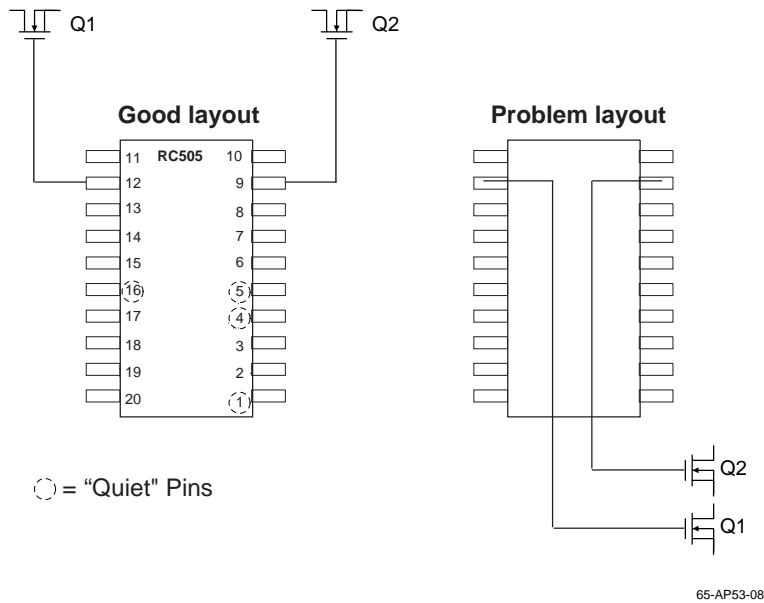 Q1
Q2
Good layout
Problem layout
11 RC505 10
12 9
13 8
14 7
15 6
16 5
17 4
18 3
19 2
20 1
Q2
= “Quiet" Pins
Q1
65-AP53-08